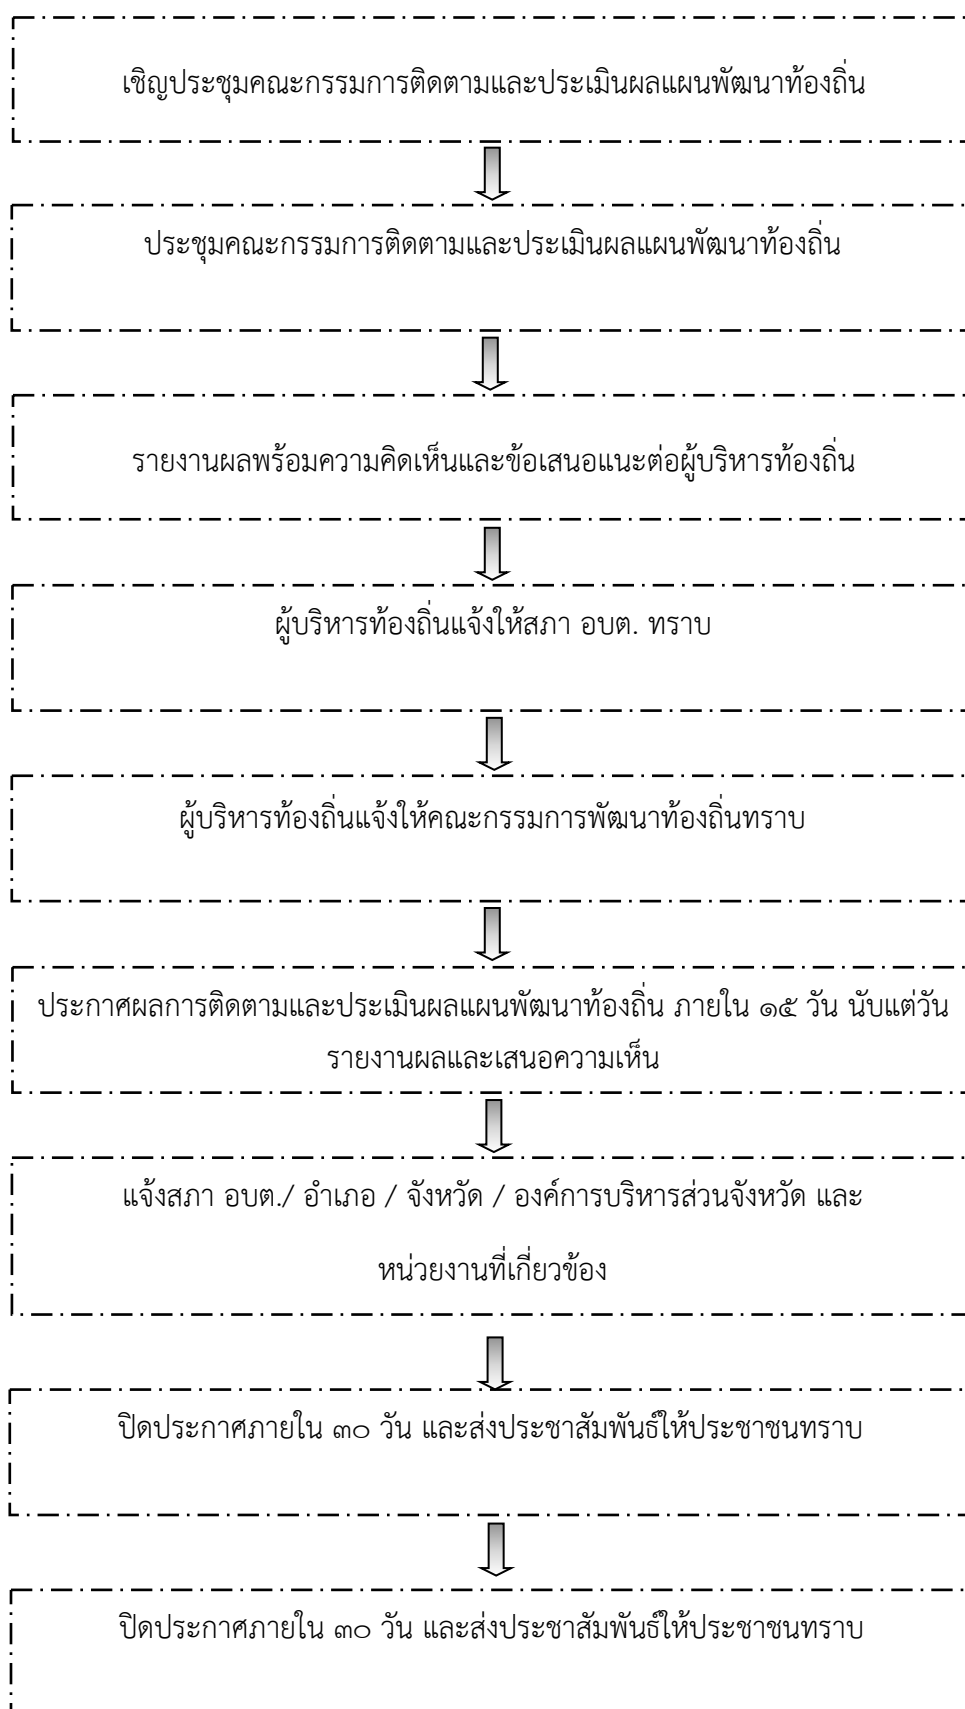 เชิญประชุมคณะกรรมการติดตามและประเมินผลแผนพัฒนาท้องถิ่น
ประชุมคณะกรรมการติดตามและประเมินผลแผนพัฒนาท้องถิ่น
รายงานผลพร้อมความคิดเห็นและข้อเสนอแนะต่อผู้บริหารท้องถิ่น
ผู้บริหารท้องถิ่นแจ้งให้สภา อบต. ทราบ
ผู้บริหารท้องถิ่นแจ้งให้คณะกรรมการพัฒนาท้องถิ่นทราบ
ประกาศผลการติดตามและประเมินผลแผนพัฒนาท้องถิ่น ภายใน ๑๕ วัน นับแต่วัน
รายงานผลและเสนอความเห็น
แจ้งสภา อบต./ อำเภอ / จังหวัด / องค์การบริหารส่วนจังหวัด และ
หน่วยงานที่เกี่ยวข้อง
ปิดประกาศภายใน ๓๐ วัน และส่งประชาสัมพันธ์ให้ประชาชนทราบ
ปิดประกาศภายใน ๓๐ วัน และส่งประชาสัมพันธ์ให้ประชาชนทราบ